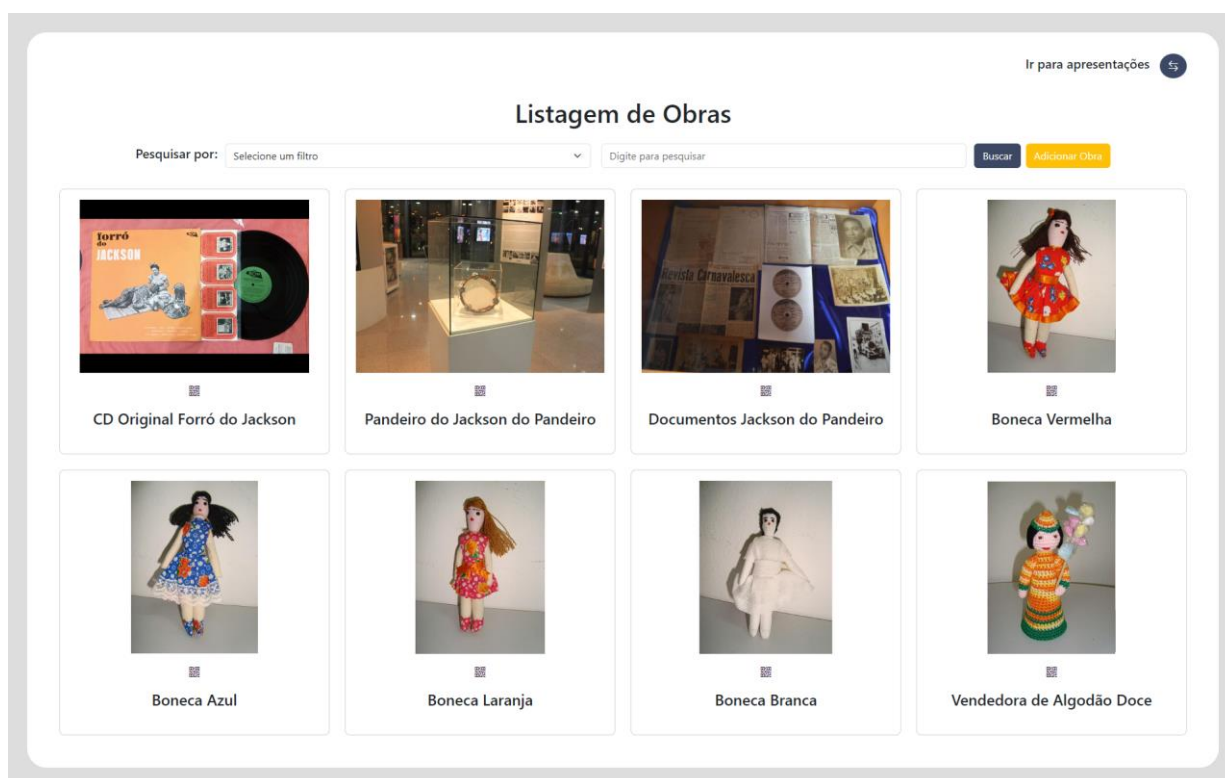 Ir para apresentações
Listagem de Obras
Pesquisar por:
Selecione um filtro
Digite para pesquisar
Buscar
Adicionar Obra
forró
do
JACKSON
Revista Carnavalesca
CD Original Forró do Jackson
Pandeiro do Jackson do Pandeiro
Documentos Jackson do Pandeiro
Boneca Vermelha
Boneca Azul
Boneca Laranja
Boneca Branca
Vendedora de Algodão Doce